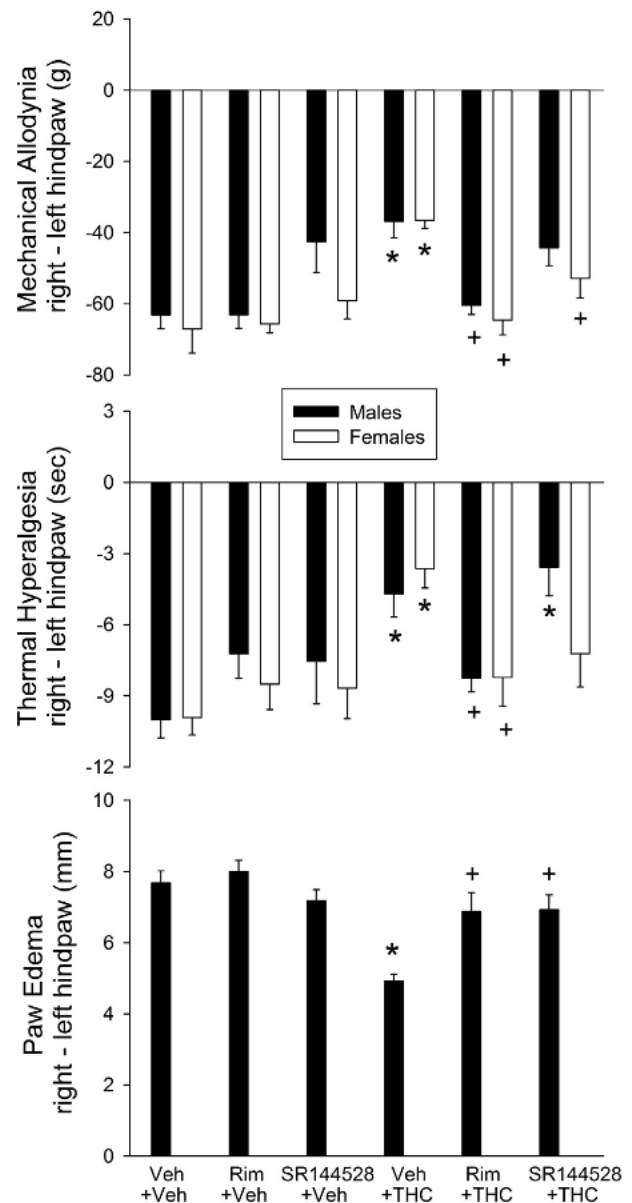 20
0
-20
-40
-60
-80
Mechanical Allodynia
right - left hindpaw (g)
* *
+ + +
Males
Females
3
0
-3
-6
-9
-12
Thermal Hyperalgesia
right - left hindpaw (sec)
* * *
+ +
10
8
6
4
2
0
Paw Edema
right - left hindpaw (mm)
* + +
Veh Rim SR144528 Veh Rim SR144528
+Veh +Veh +Veh +THC +THC +THC